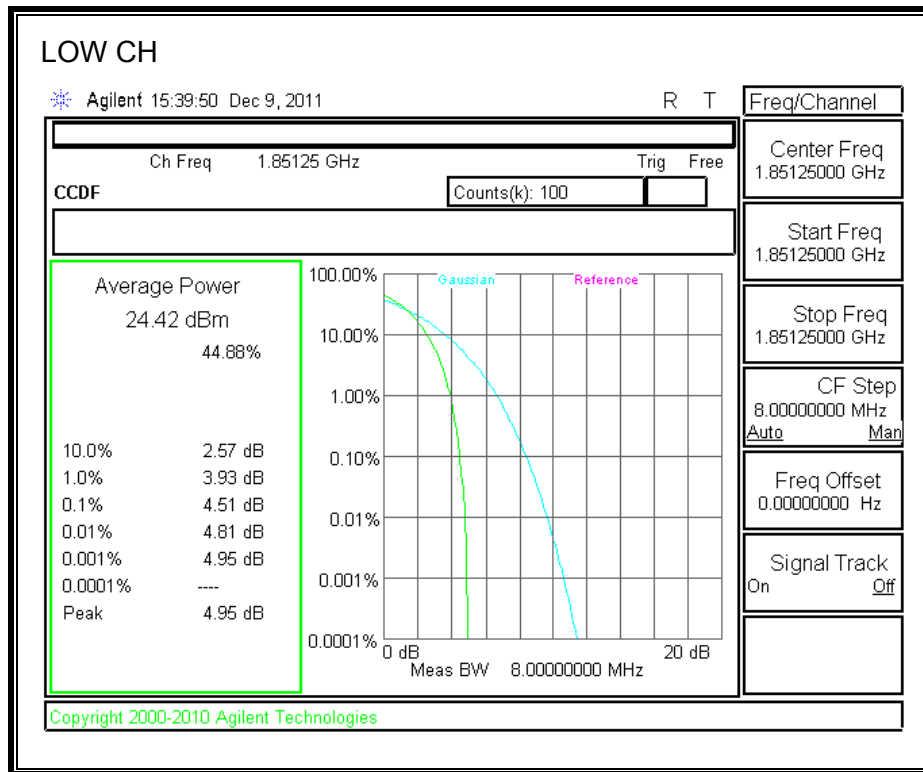 LOW CH
Agilent 15:39:50 Dec 9, 2011 R T
Ch Freq 1.85125 GHz Trig Free
CCDF Counts(k): 100
Average Power
24.42 dBm
44.88%
10.0% 2.57 dB
1.0% 3.93 dB
0.1% 4.51 dB
0.01% 4.81 dB
0.001% 4.95 dB
0.0001% ----
Peak 4.95 dB
Gaussian Reference
100.00%
10.00%
1.00%
0.10%
0.01%
0.001%
0.0001%
0 dB 20 dB
Meas BW 8.00000000 MHz
Freq/Channel
Center Freq
1.85125000 GHz
Start Freq
1.85125000 GHz
Stop Freq
1.85125000 GHz
CF Step
8.00000000 MHz
Auto Man
Freq Offset
0.00000000 Hz
Signal Track
On Off
Copyright 2000-2010 Agilent Technologies